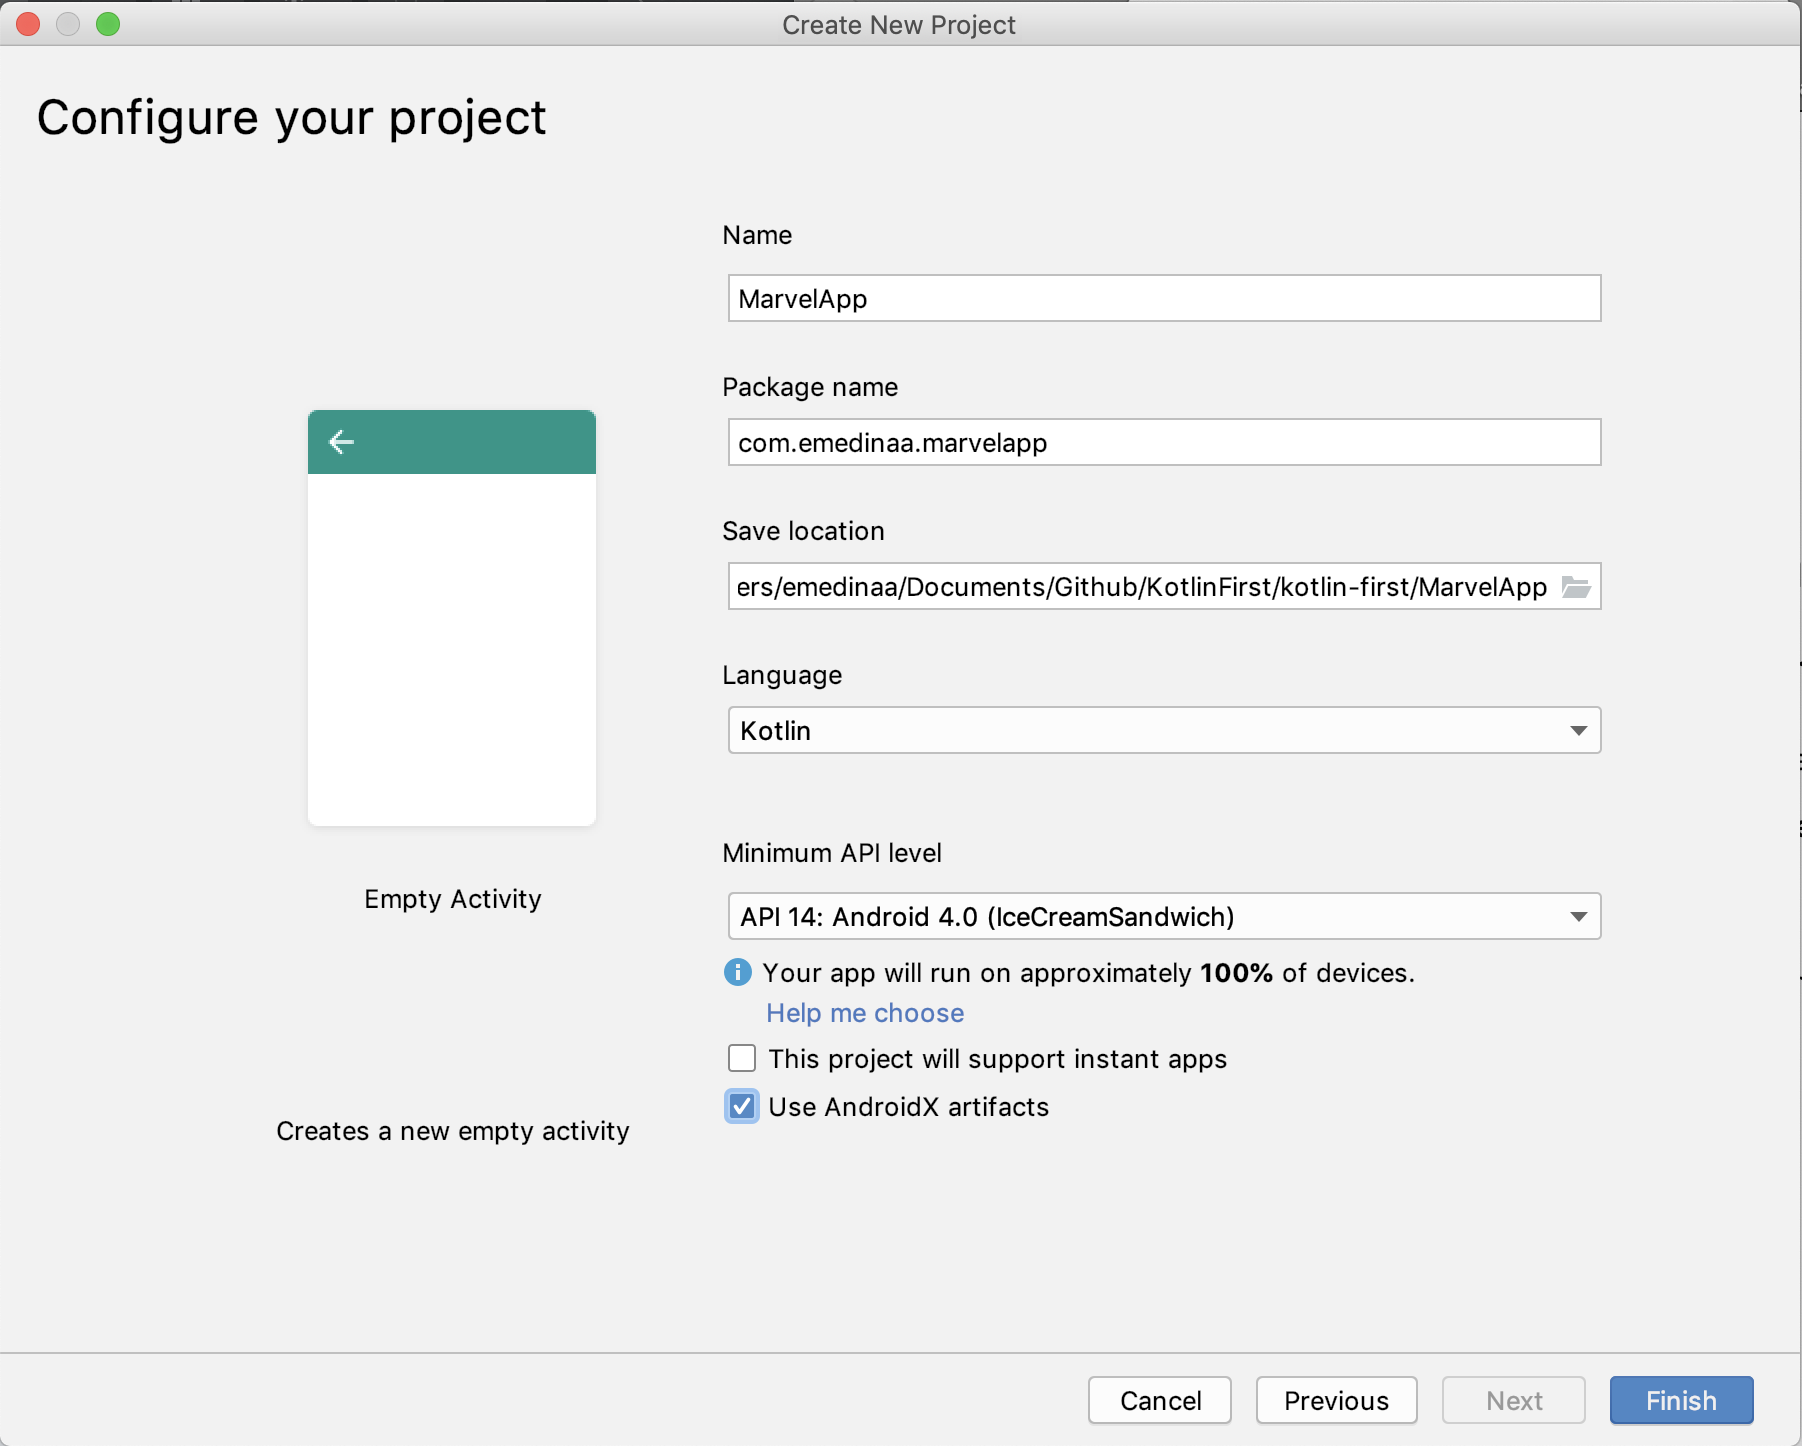 Create New Project
Configure your project
Name
MarvelApp
Package name
com.emedinaa.marvelapp
Save location
ers/emedinaa/Documents/Github/KotlinFirst/kotlin-first/MarvelApp
Language
Kotlin
Minimum API level
API 14: Android 4.0 (IceCreamSandwich)
Your app will run on approximately 100% of devices.
Help me choose
This project will support instant apps
Use AndroidX artifacts
Empty Activity
Creates a new empty activity
Cancel
Previous
Next
Finish